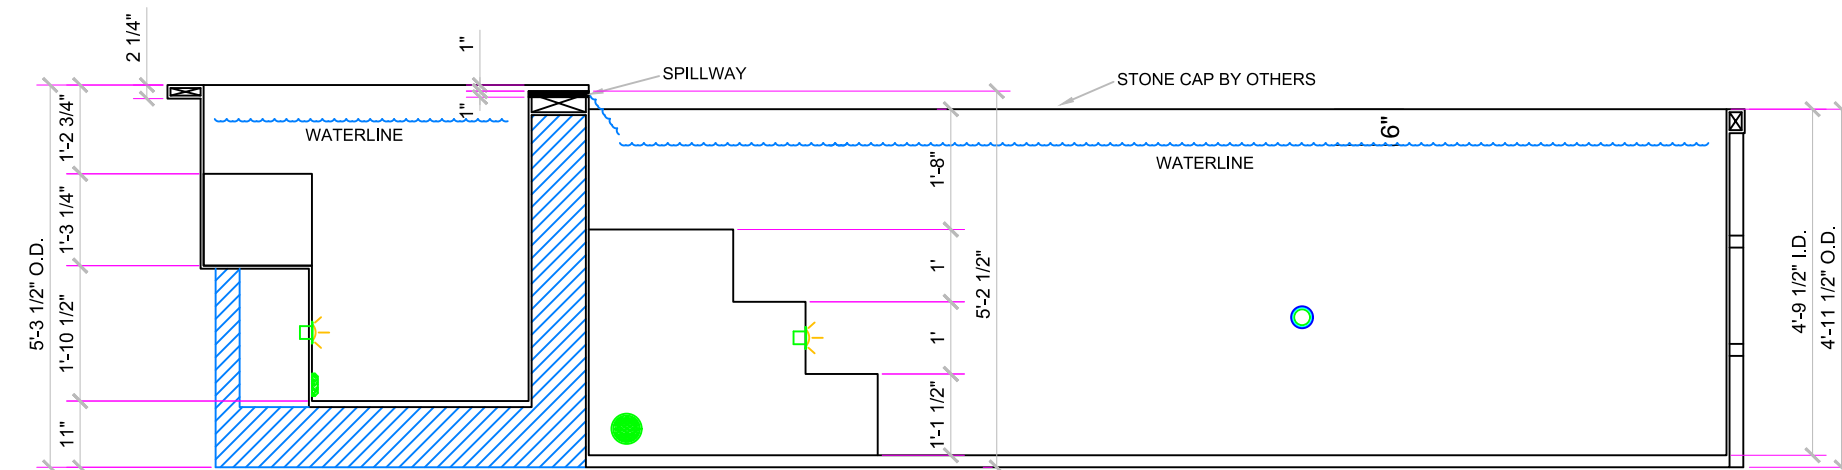 2 1/4"
1"
1"
SPILLWAY
STONE CAP BY OTHERS
WATERLINE
6"
WATERLINE
5'-3 1/2" O.D.
1'-2 3/4"
1'-3 1/4"
1'-10 1/2"
11"
1'-8"
1'
1'
1'-1 1/2"
5'-2 1/2"
4'-9 1/2" I.D.
4'-11 1/2" O.D.